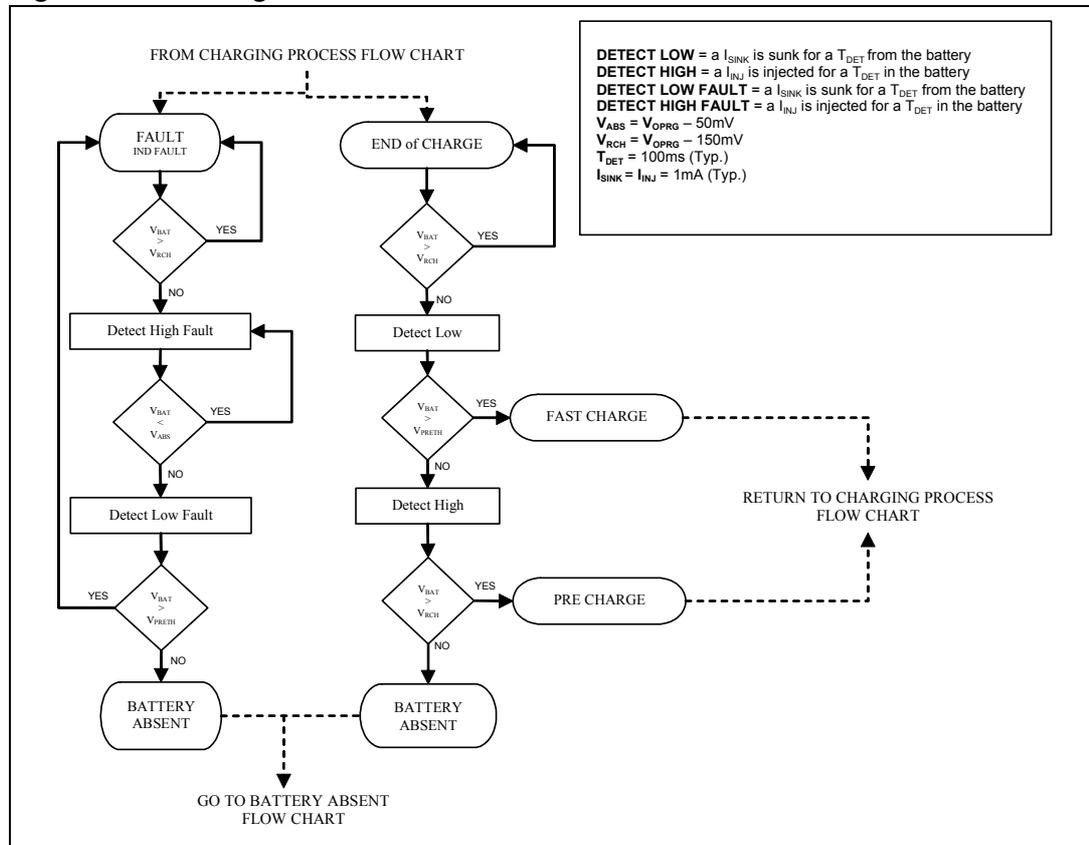 FROM CHARGING PROCESS FLOW CHART
DETECT LOW = a ISINK is sunk for a TDET from the battery
DETECT HIGH = a IINJ is injected for a TDET in the battery
DETECT LOW FAULT = a ISINK is sunk for a TDET from the battery
DETECT HIGH FAULT = a IINJ is injected for a TDET in the battery
VABS = VOPRG – 50mV
VRCH = VOPRG – 150mV
TDET = 100ms (Typ.)
ISINK = IINJ = 1mA (Typ.)
FAULT
IND FAULT
VBAT
>
VRCH
YES
NO
Detect High Fault
VBAT
<
VABS
YES
NO
Detect Low Fault
VBAT
>
VPRETH
YES
NO
BATTERY
ABSENT
END of CHARGE
VBAT
>
VRCH
YES
NO
Detect Low
VBAT
>
VPRETH
YES
FAST CHARGE
NO
Detect High
VBAT
>
VRCH
YES
PRE CHARGE
NO
BATTERY
ABSENT
RETURN TO CHARGING PROCESS
FLOW CHART
GO TO BATTERY ABSENT
FLOW CHART